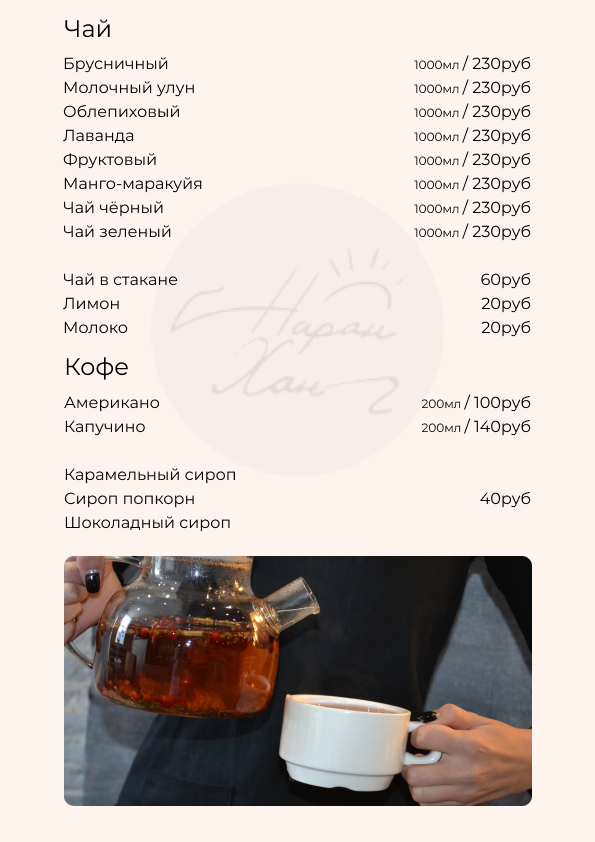 Чай
Брусничный 1000мл / 230руб
Молочный улун 1000мл / 230руб
Облепиховый 1000мл / 230руб
Лаванда 1000мл / 230руб
Фруктовый 1000мл / 230руб
Манго-маракуйя 1000мл / 230руб
Чай чёрный 1000мл / 230руб
Чай зеленый 1000мл / 230руб
Чай в стакане 60руб
Лимон 20руб
Молоко 20руб
Наран
Хан
Кофе
Американо 200мл / 100руб
Капучино 200мл / 140руб
Карамельный сироп
Сироп попкорн 40руб
Шоколадный сироп